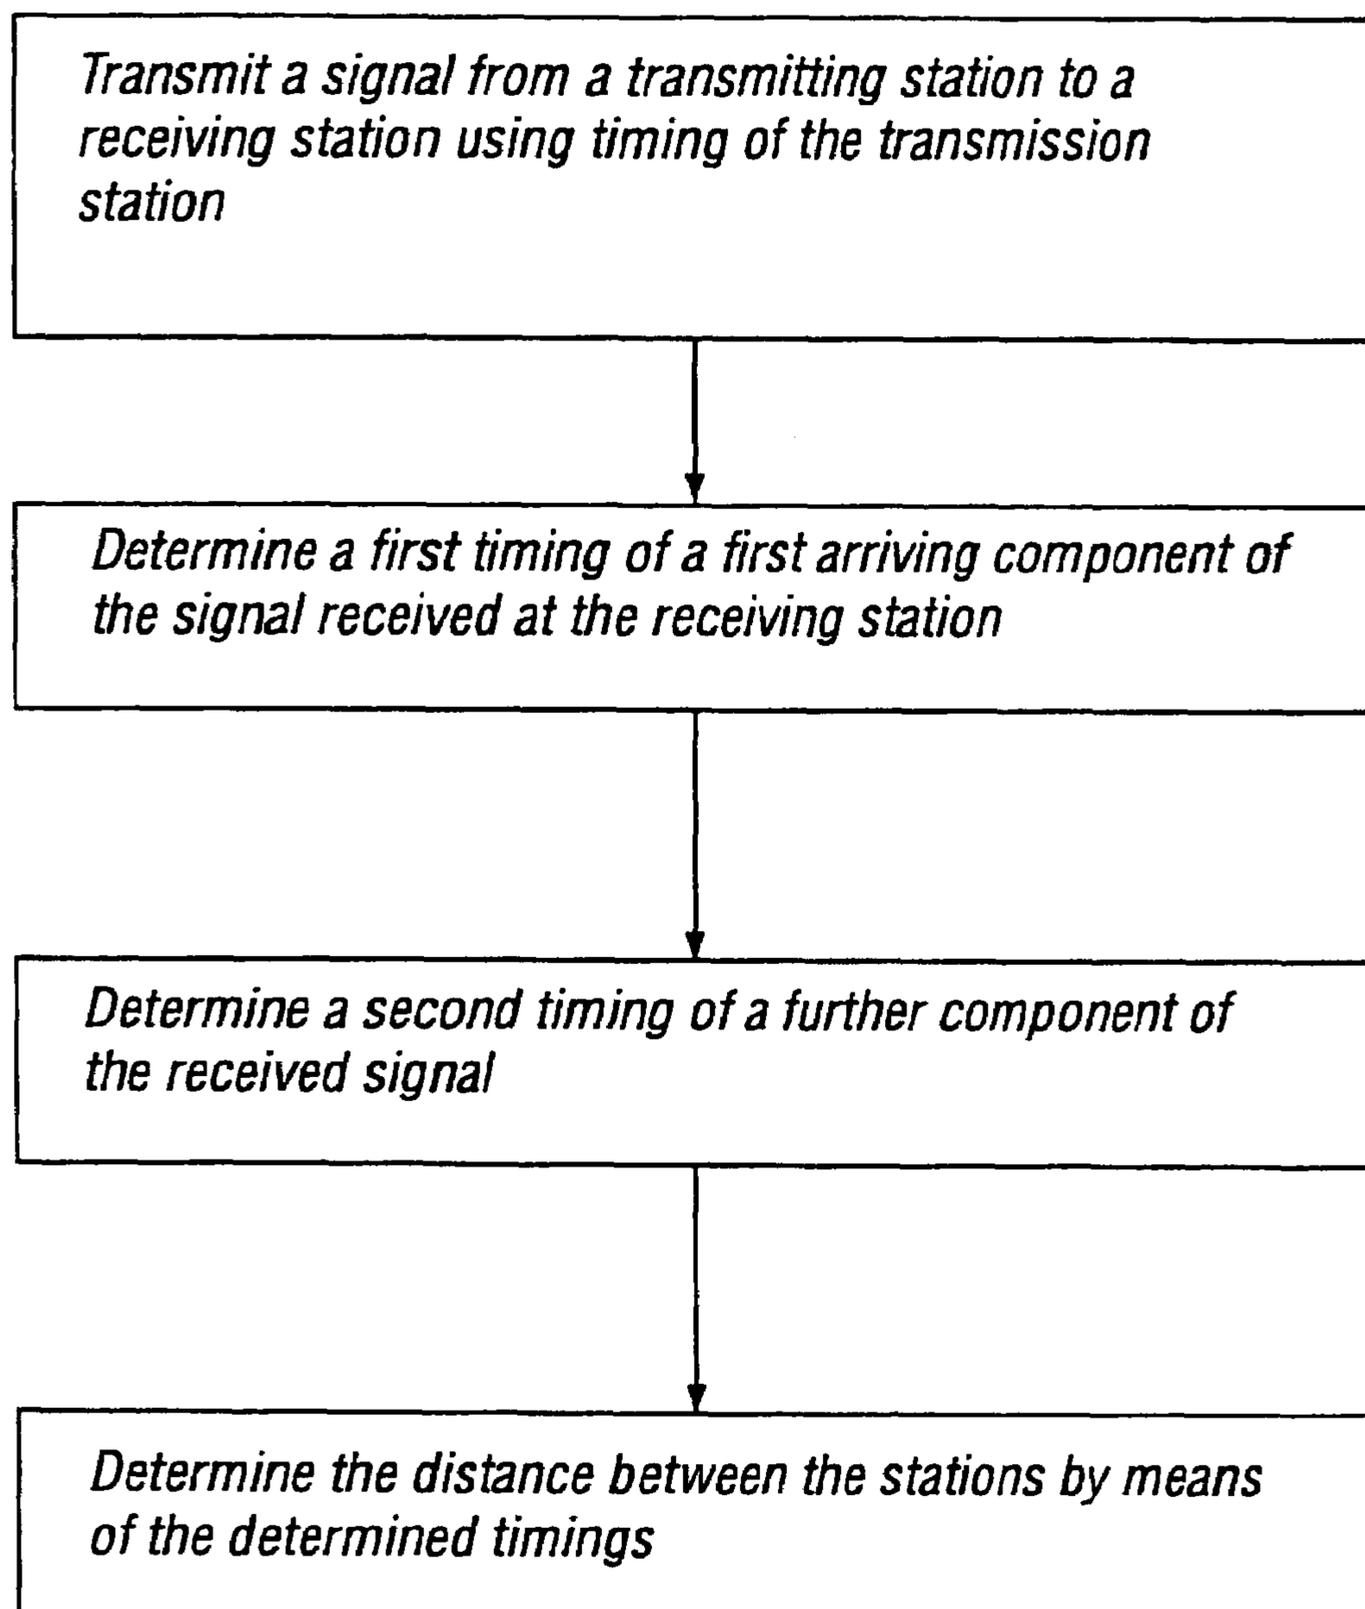 Transmit a signal from a transmitting station to a
receiving station using timing of the transmission
station
Determine a first timing of a first arriving component of
the signal received at the receiving station
Determine a second timing of a further component of
the received signal
Determine the distance between the stations by means
of the determined timings